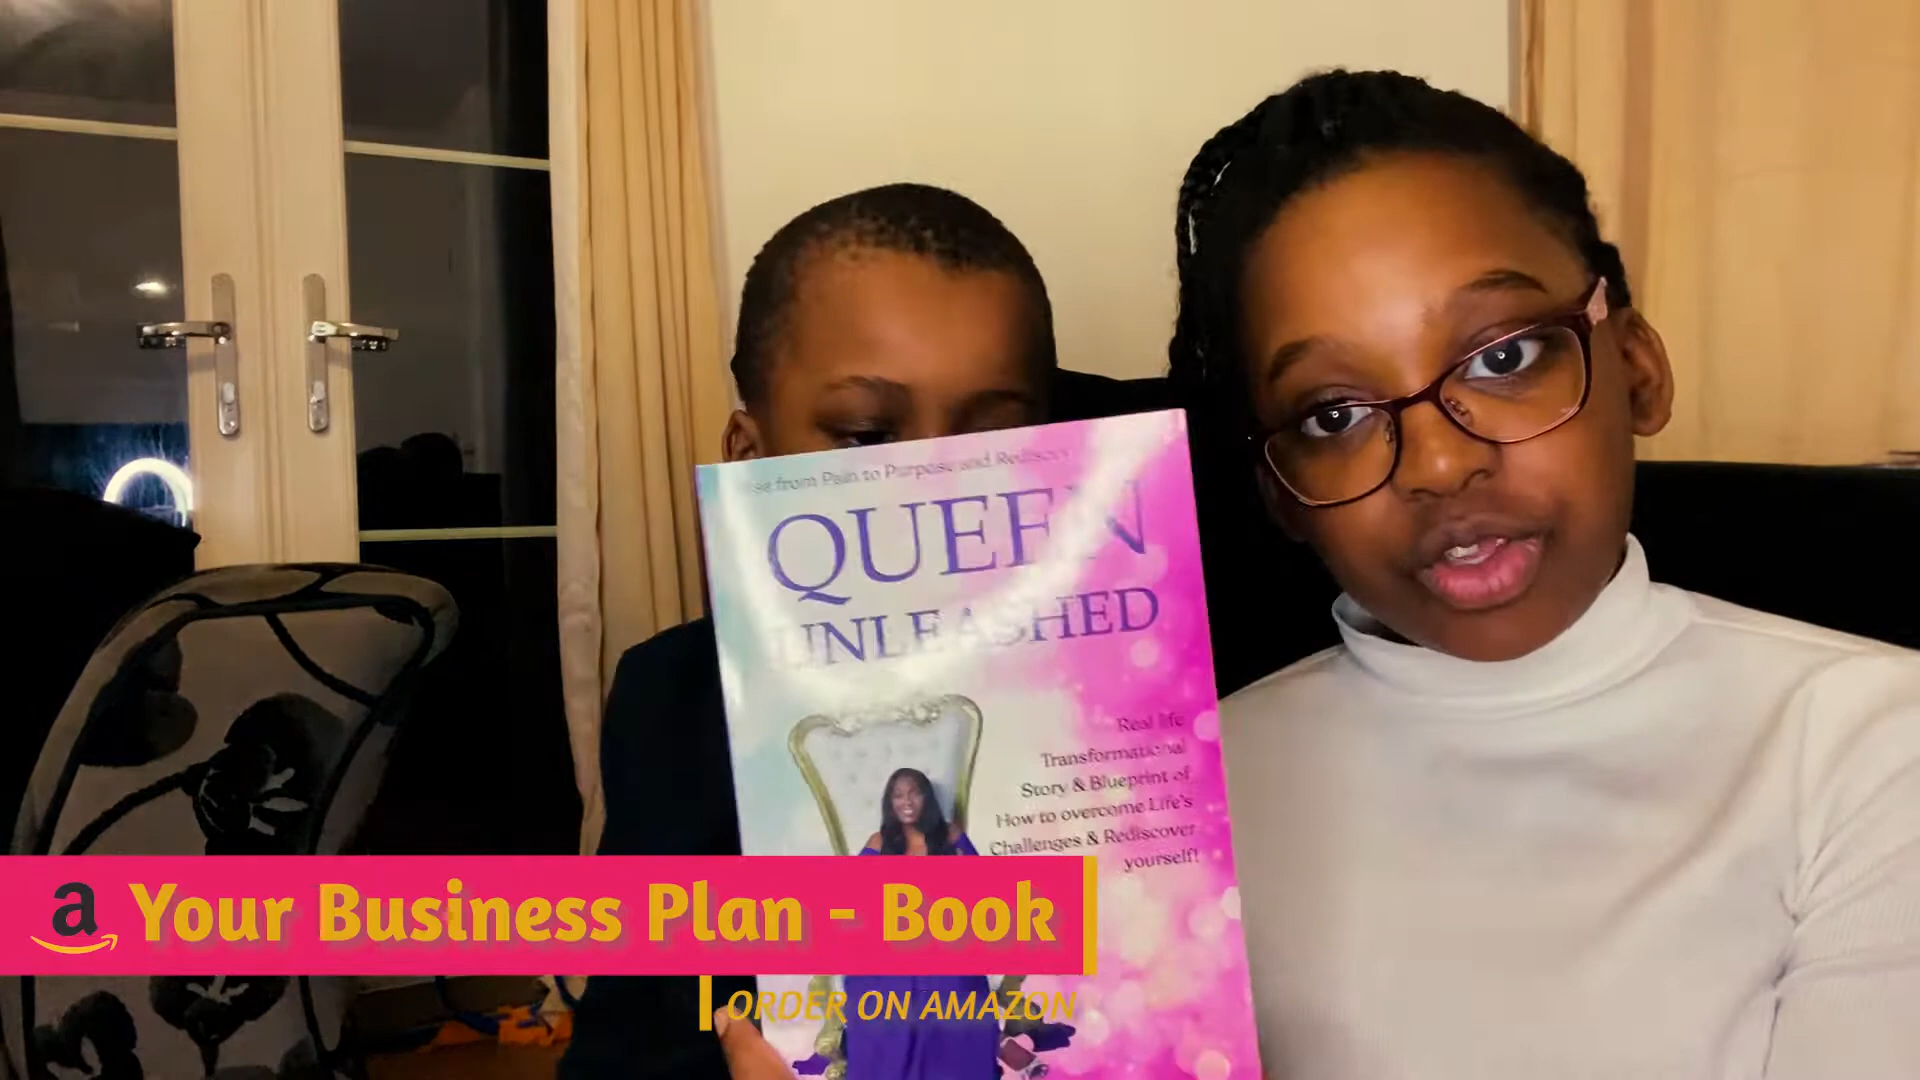 from Pain to Purpose and
QUEEN
UNLEASHED
Real life
Transformational
Story & Blueprint of
How to overcome Life's
Challenges & Rediscover
yourself!
a Your Business Plan - Book
ORDER ON AMAZON